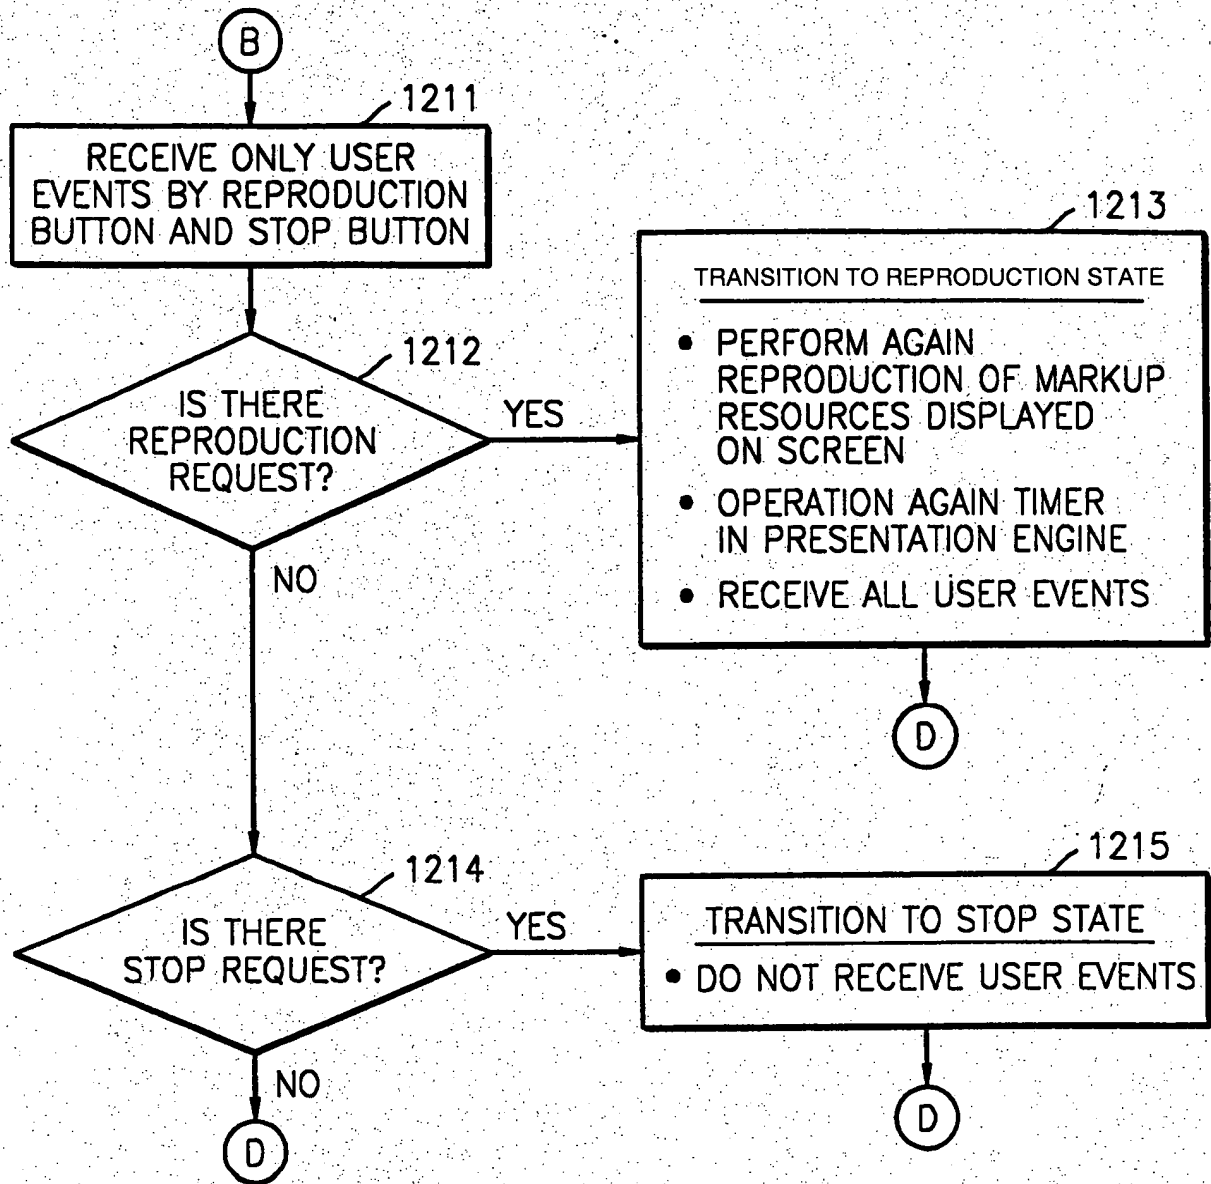 B
1211
RECEIVE ONLY USER
EVENTS BY REPRODUCTION
BUTTON AND STOP BUTTON
1212
IS THERE
REPRODUCTION
REQUEST?
YES
NO
1213
TRANSITION TO REPRODUCTION STATE
• PERFORM AGAIN
REPRODUCTION OF MARKUP
RESOURCES DISPLAYED
ON SCREEN
• OPERATION AGAIN TIMER
IN PRESENTATION ENGINE
• RECEIVE ALL USER EVENTS
D
1214
IS THERE
STOP REQUEST?
YES
NO
D
1215
TRANSITION TO STOP STATE
• DO NOT RECEIVE USER EVENTS
D